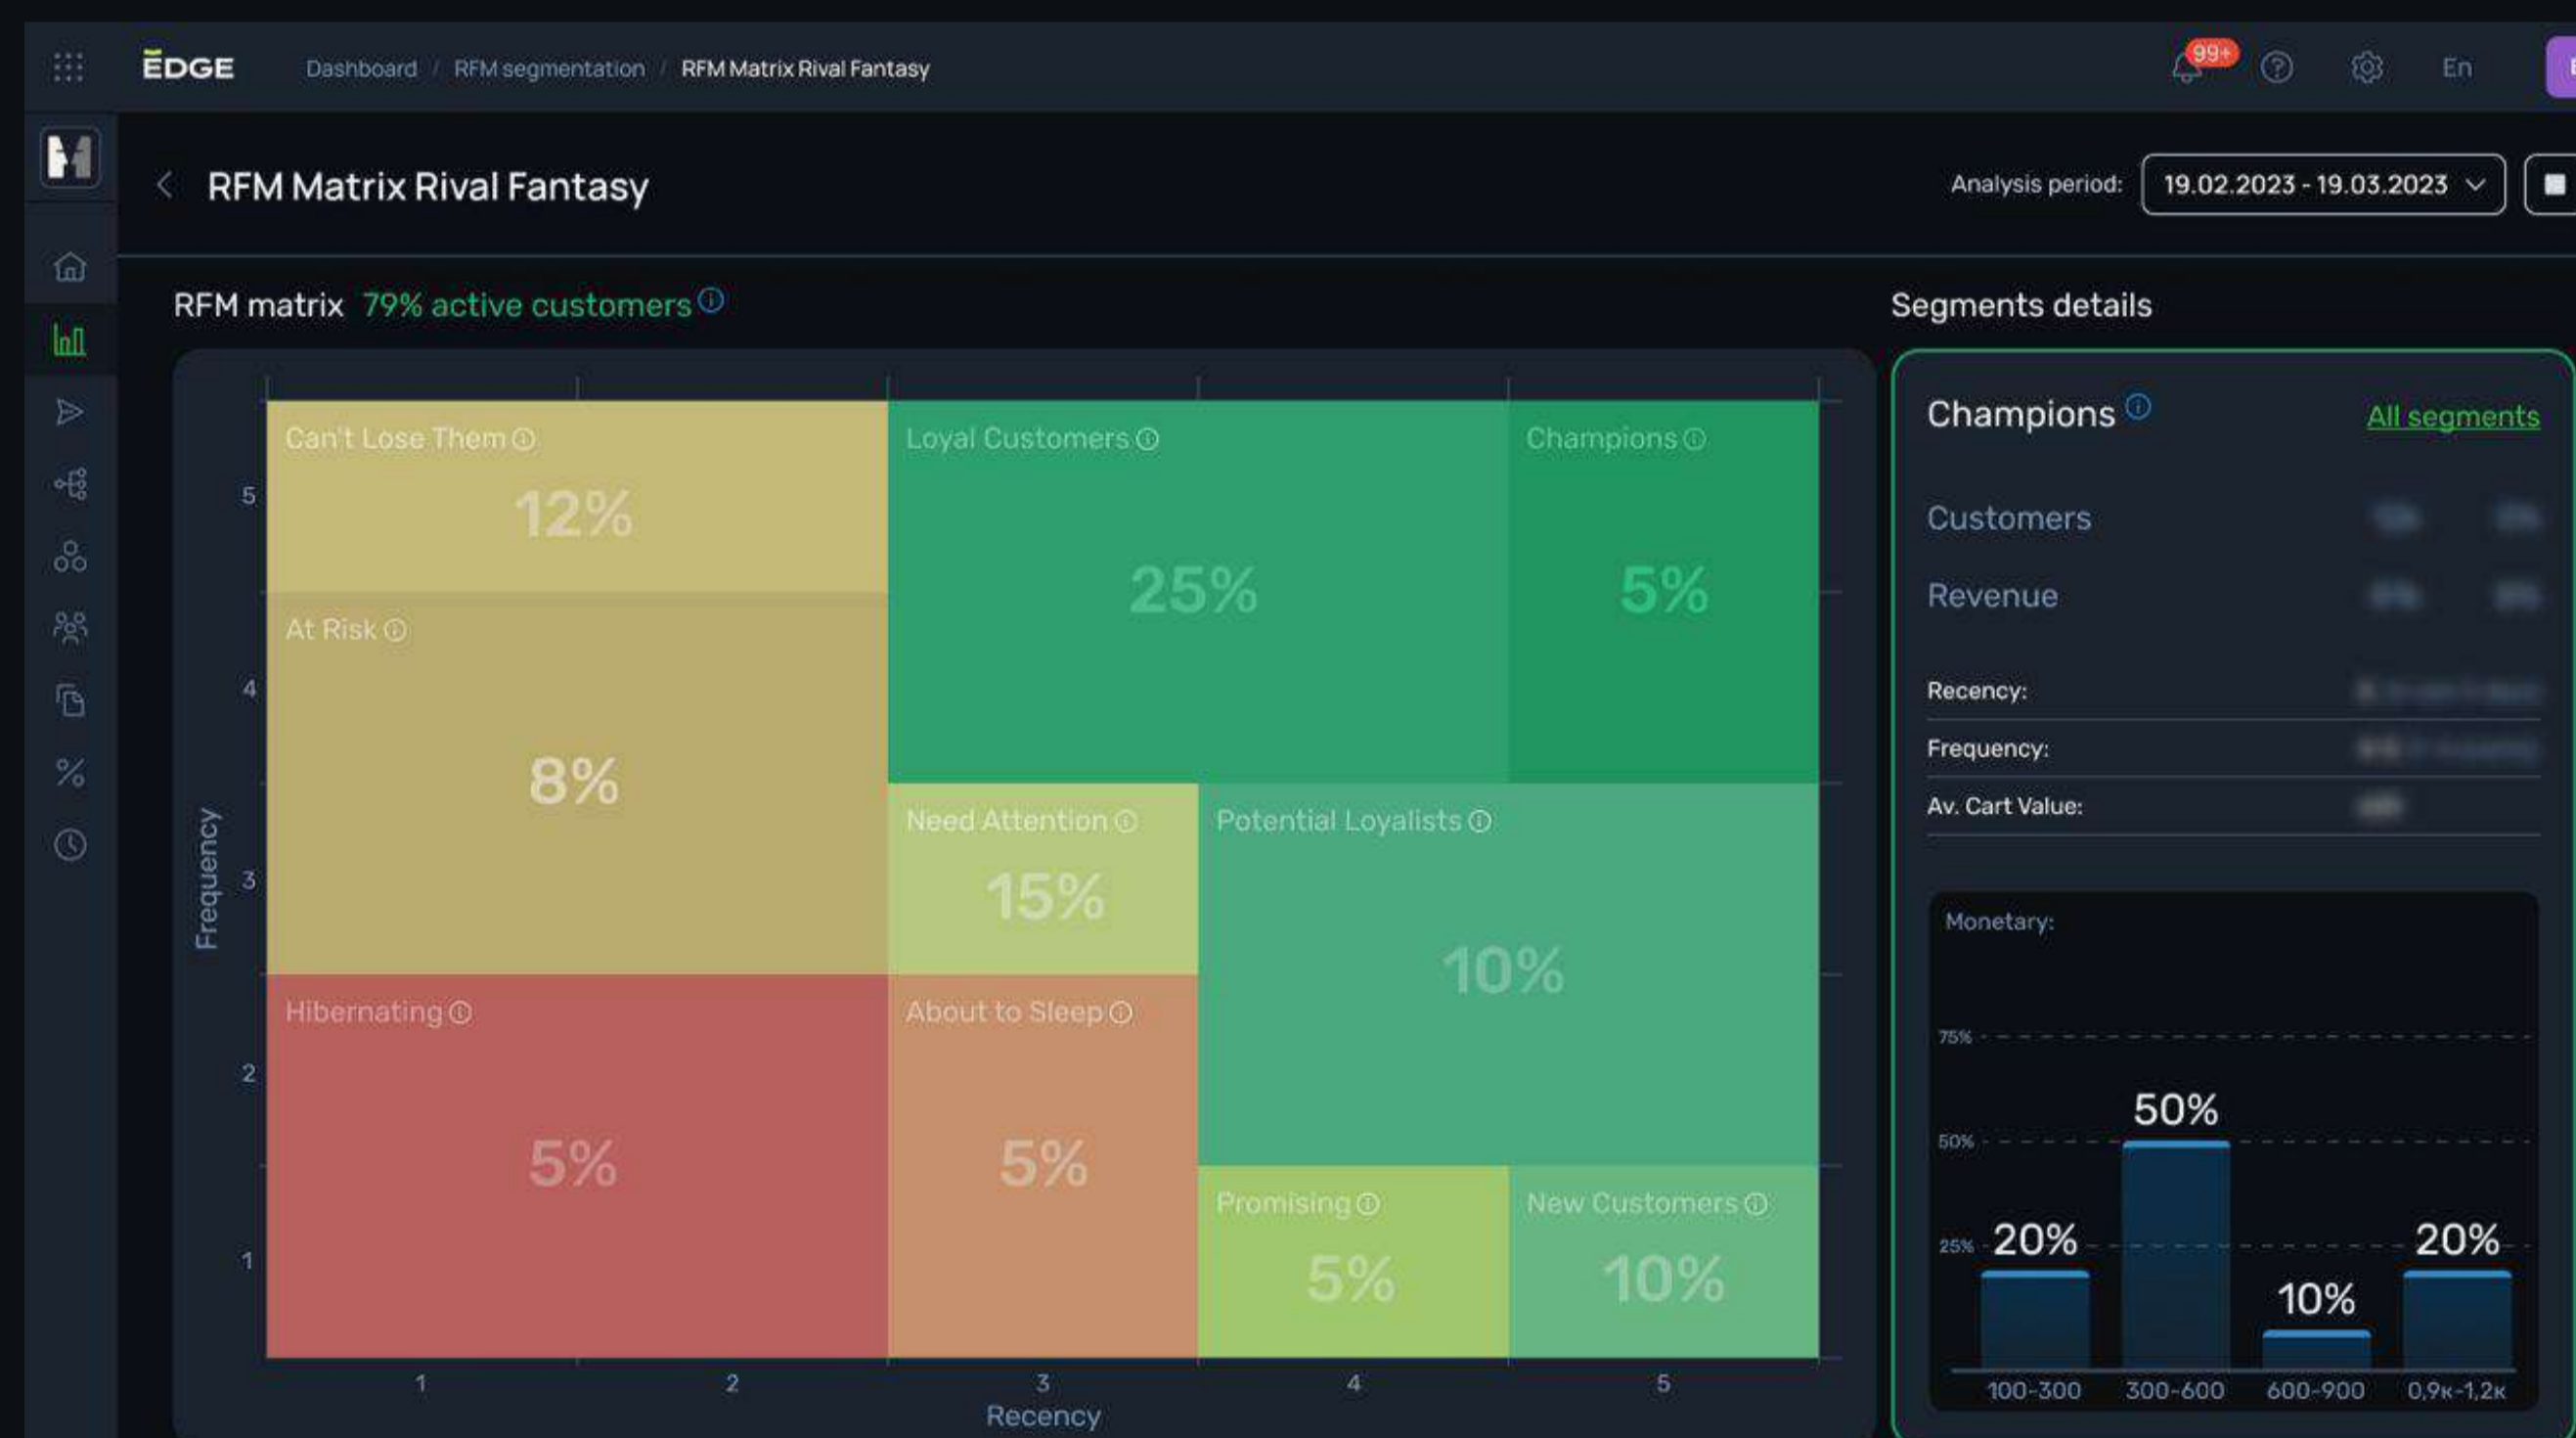 ĒDGE
Dashboard / RFM segmentation / RFM Matrix Rival Fantasy
99+
En
RFM Matrix Rival Fantasy
Analysis period:
19.02.2023 - 19.03.2023
RFM matrix 79% active customers
Segments details
Can't Lose Them
12%
Loyal Customers
25%
Champions
5%
At Risk
8%
Need Attention
15%
Potential Loyalists
10%
Hibernating
5%
About to Sleep
5%
Promising
5%
New Customers
10%
Frequency
5
4
3
2
1
1
2
3
4
5
Recency
Champions
All segments
Customers
Revenue
Recency:
Frequency:
Av. Cart Value:
Monetary:
75%
50%
25%
20%
50%
10%
20%
100-300
300-600
600-900
0,9к-1,2к